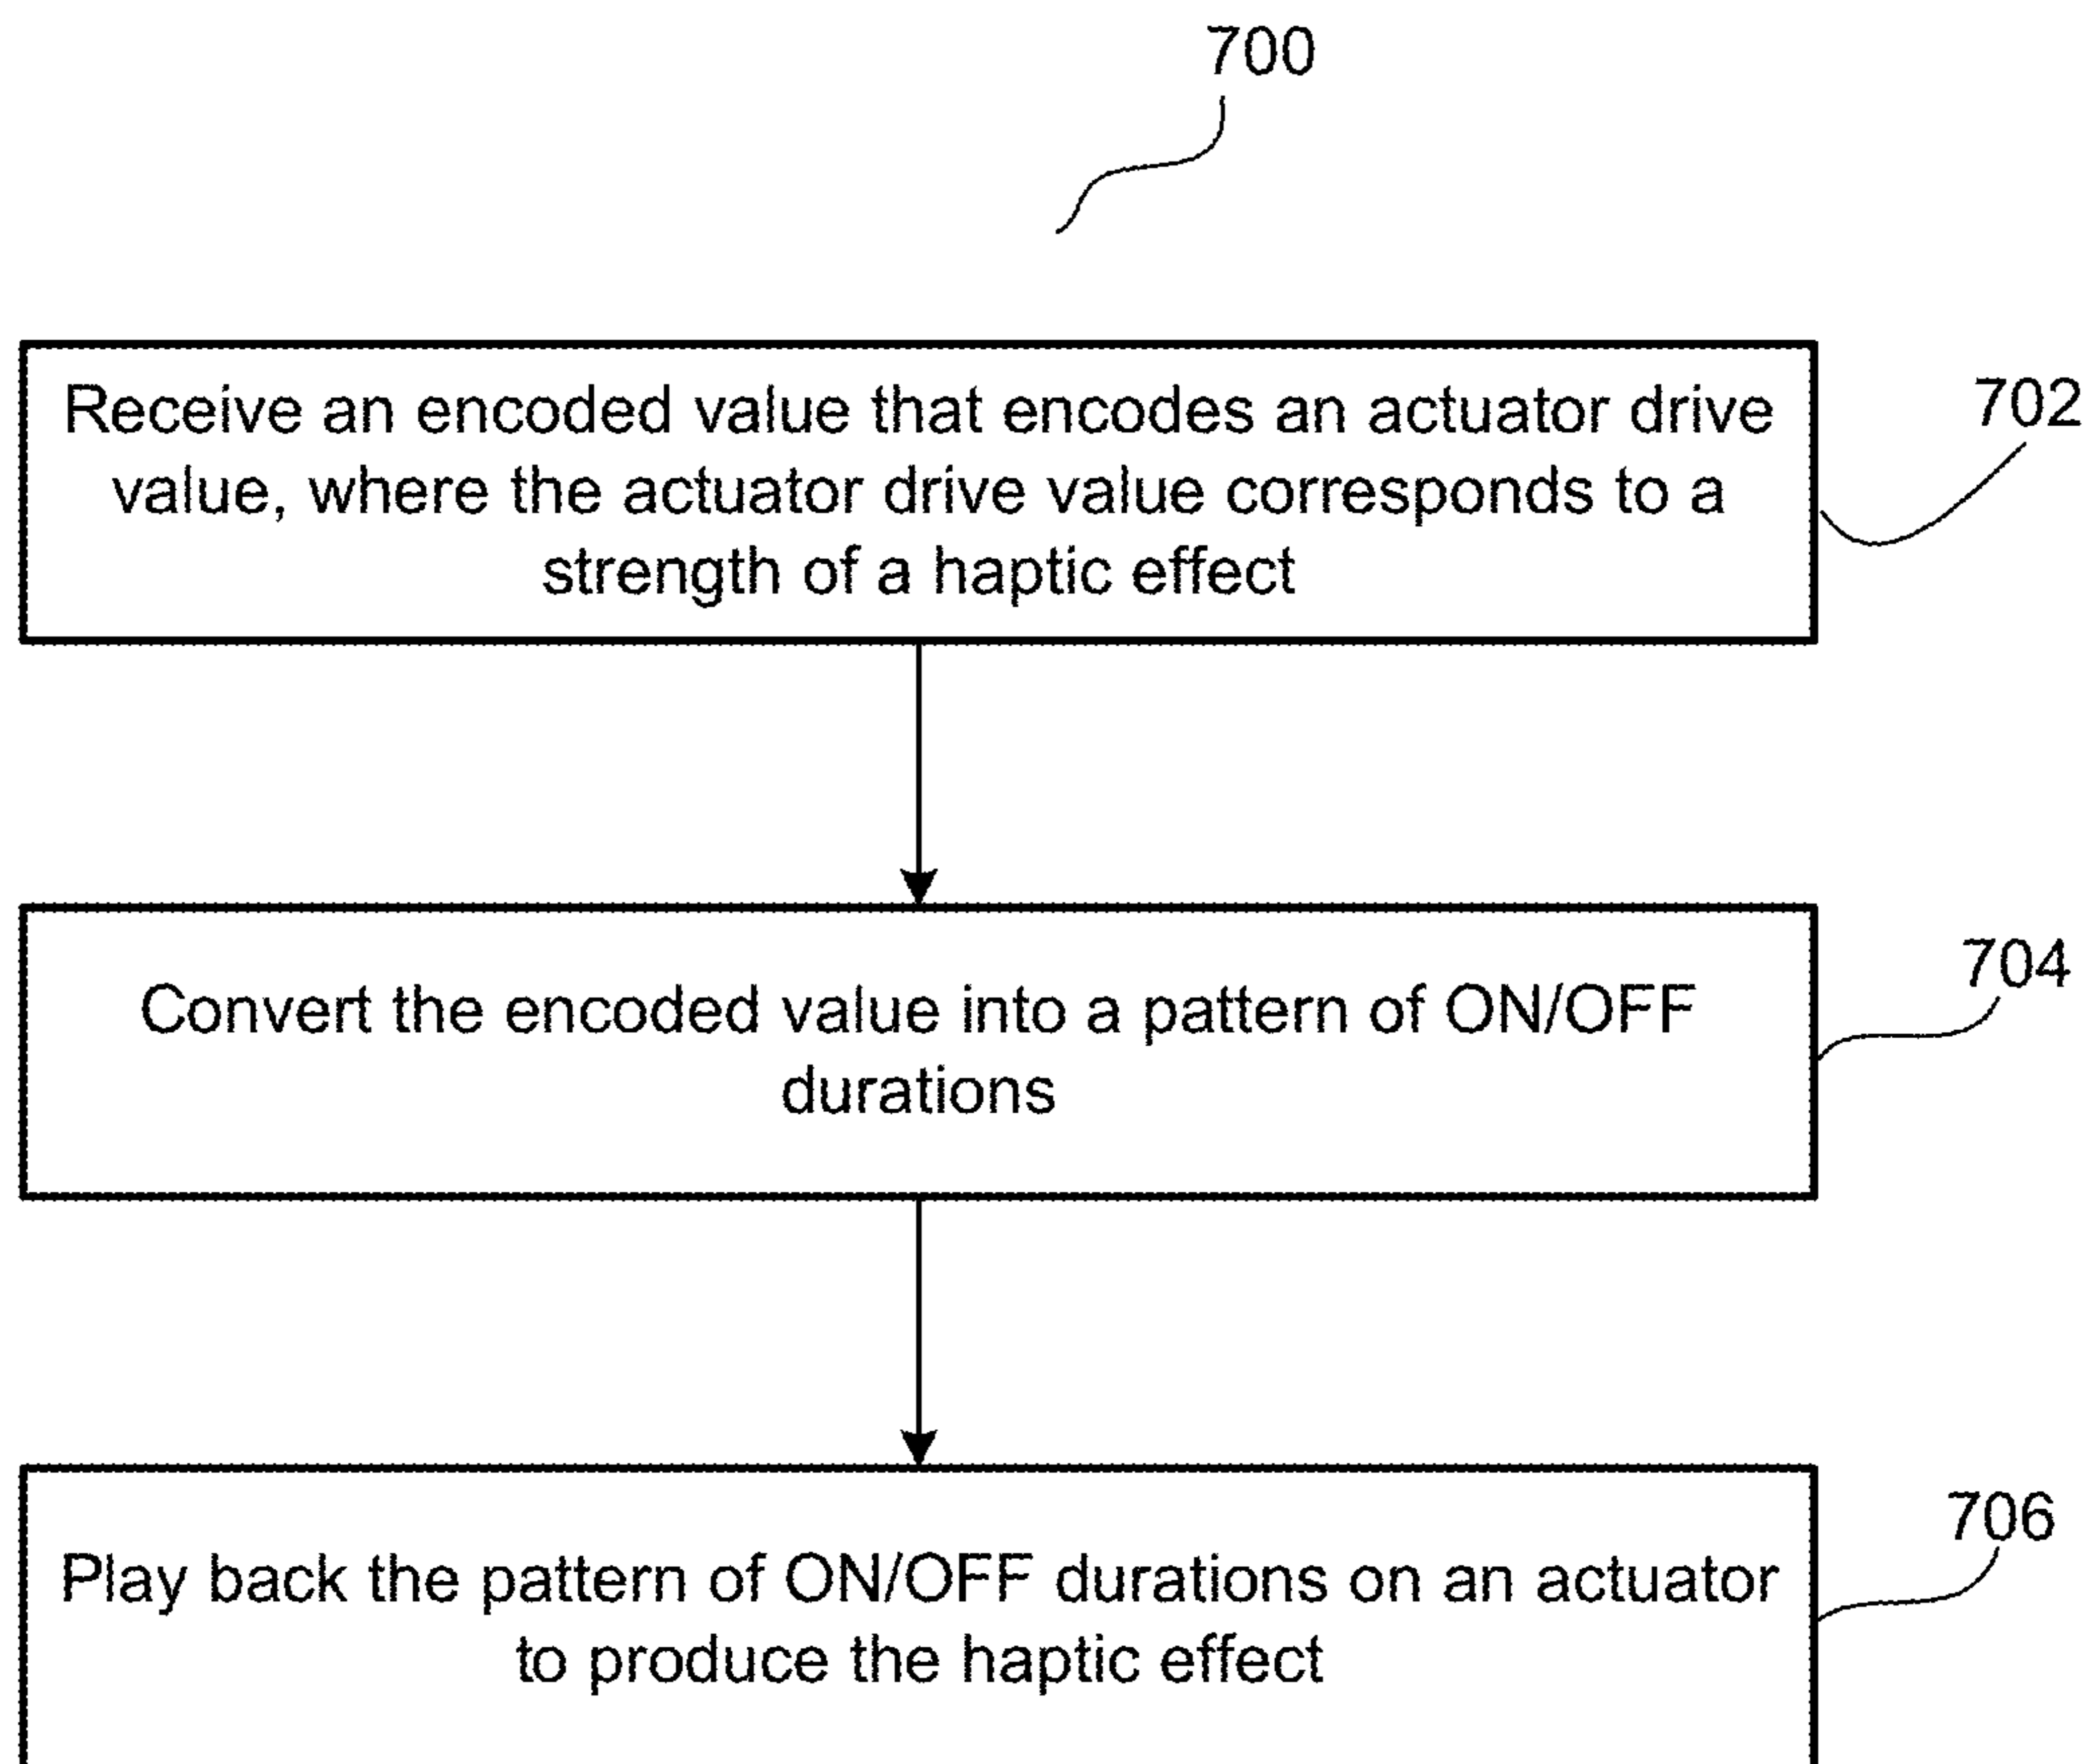 700
Receive an encoded value that encodes an actuator drive
value, where the actuator drive value corresponds to a
strength of a haptic effect
702
Convert the encoded value into a pattern of ON/OFF
durations
704
Play back the pattern of ON/OFF durations on an actuator
to produce the haptic effect
706